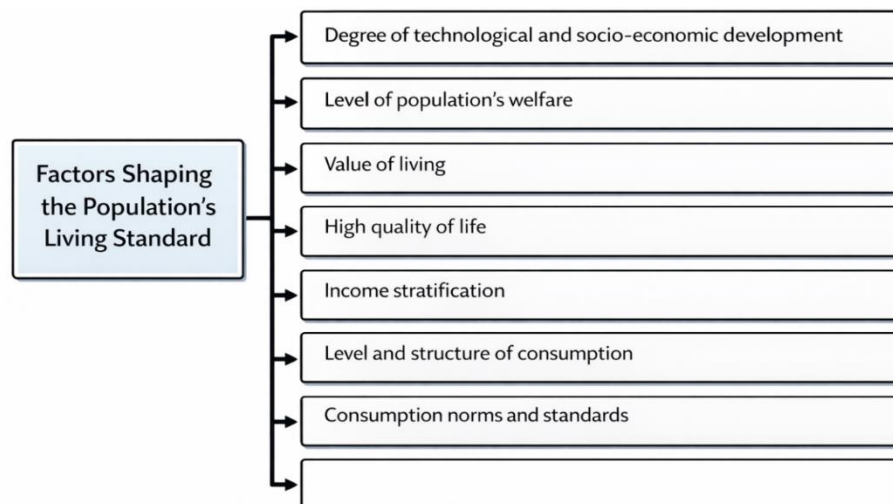 Factors Shaping
the Population's
Living Standard
Degree of technological and socio-economic development
Level of population's welfare
Value of living
High quality of life
Income stratification
Level and structure of consumption
Consumption norms and standards